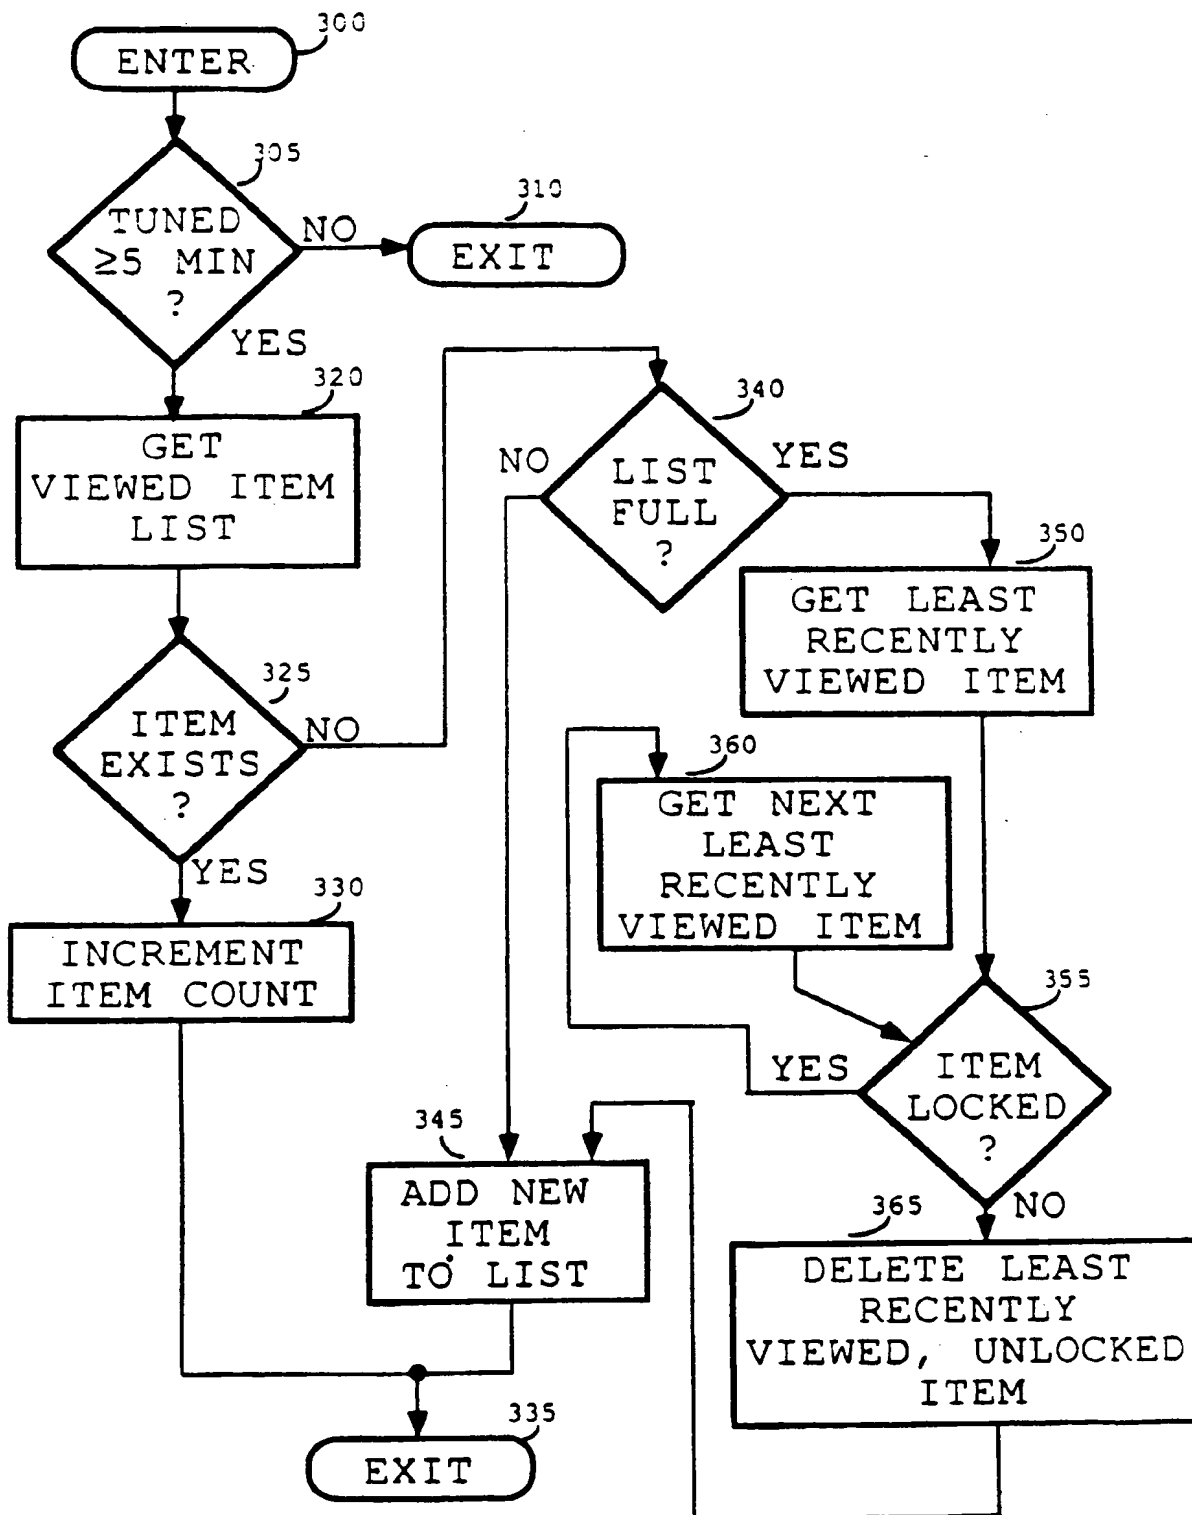 300
ENTER
305
TUNED
≥5 MIN
?
NO
YES
310
EXIT
320
GET
VIEWED ITEM
LIST
325
ITEM
EXISTS
?
NO
YES
330
INCREMENT
ITEM COUNT
340
LIST
FULL
?
NO
YES
350
GET LEAST
RECENTLY
VIEWED ITEM
360
GET NEXT
LEAST
RECENTLY
VIEWED ITEM
355
ITEM
LOCKED
?
YES
NO
345
ADD NEW
ITEM
TO LIST
365
DELETE LEAST
RECENTLY
VIEWED, UNLOCKED
ITEM
335
EXIT